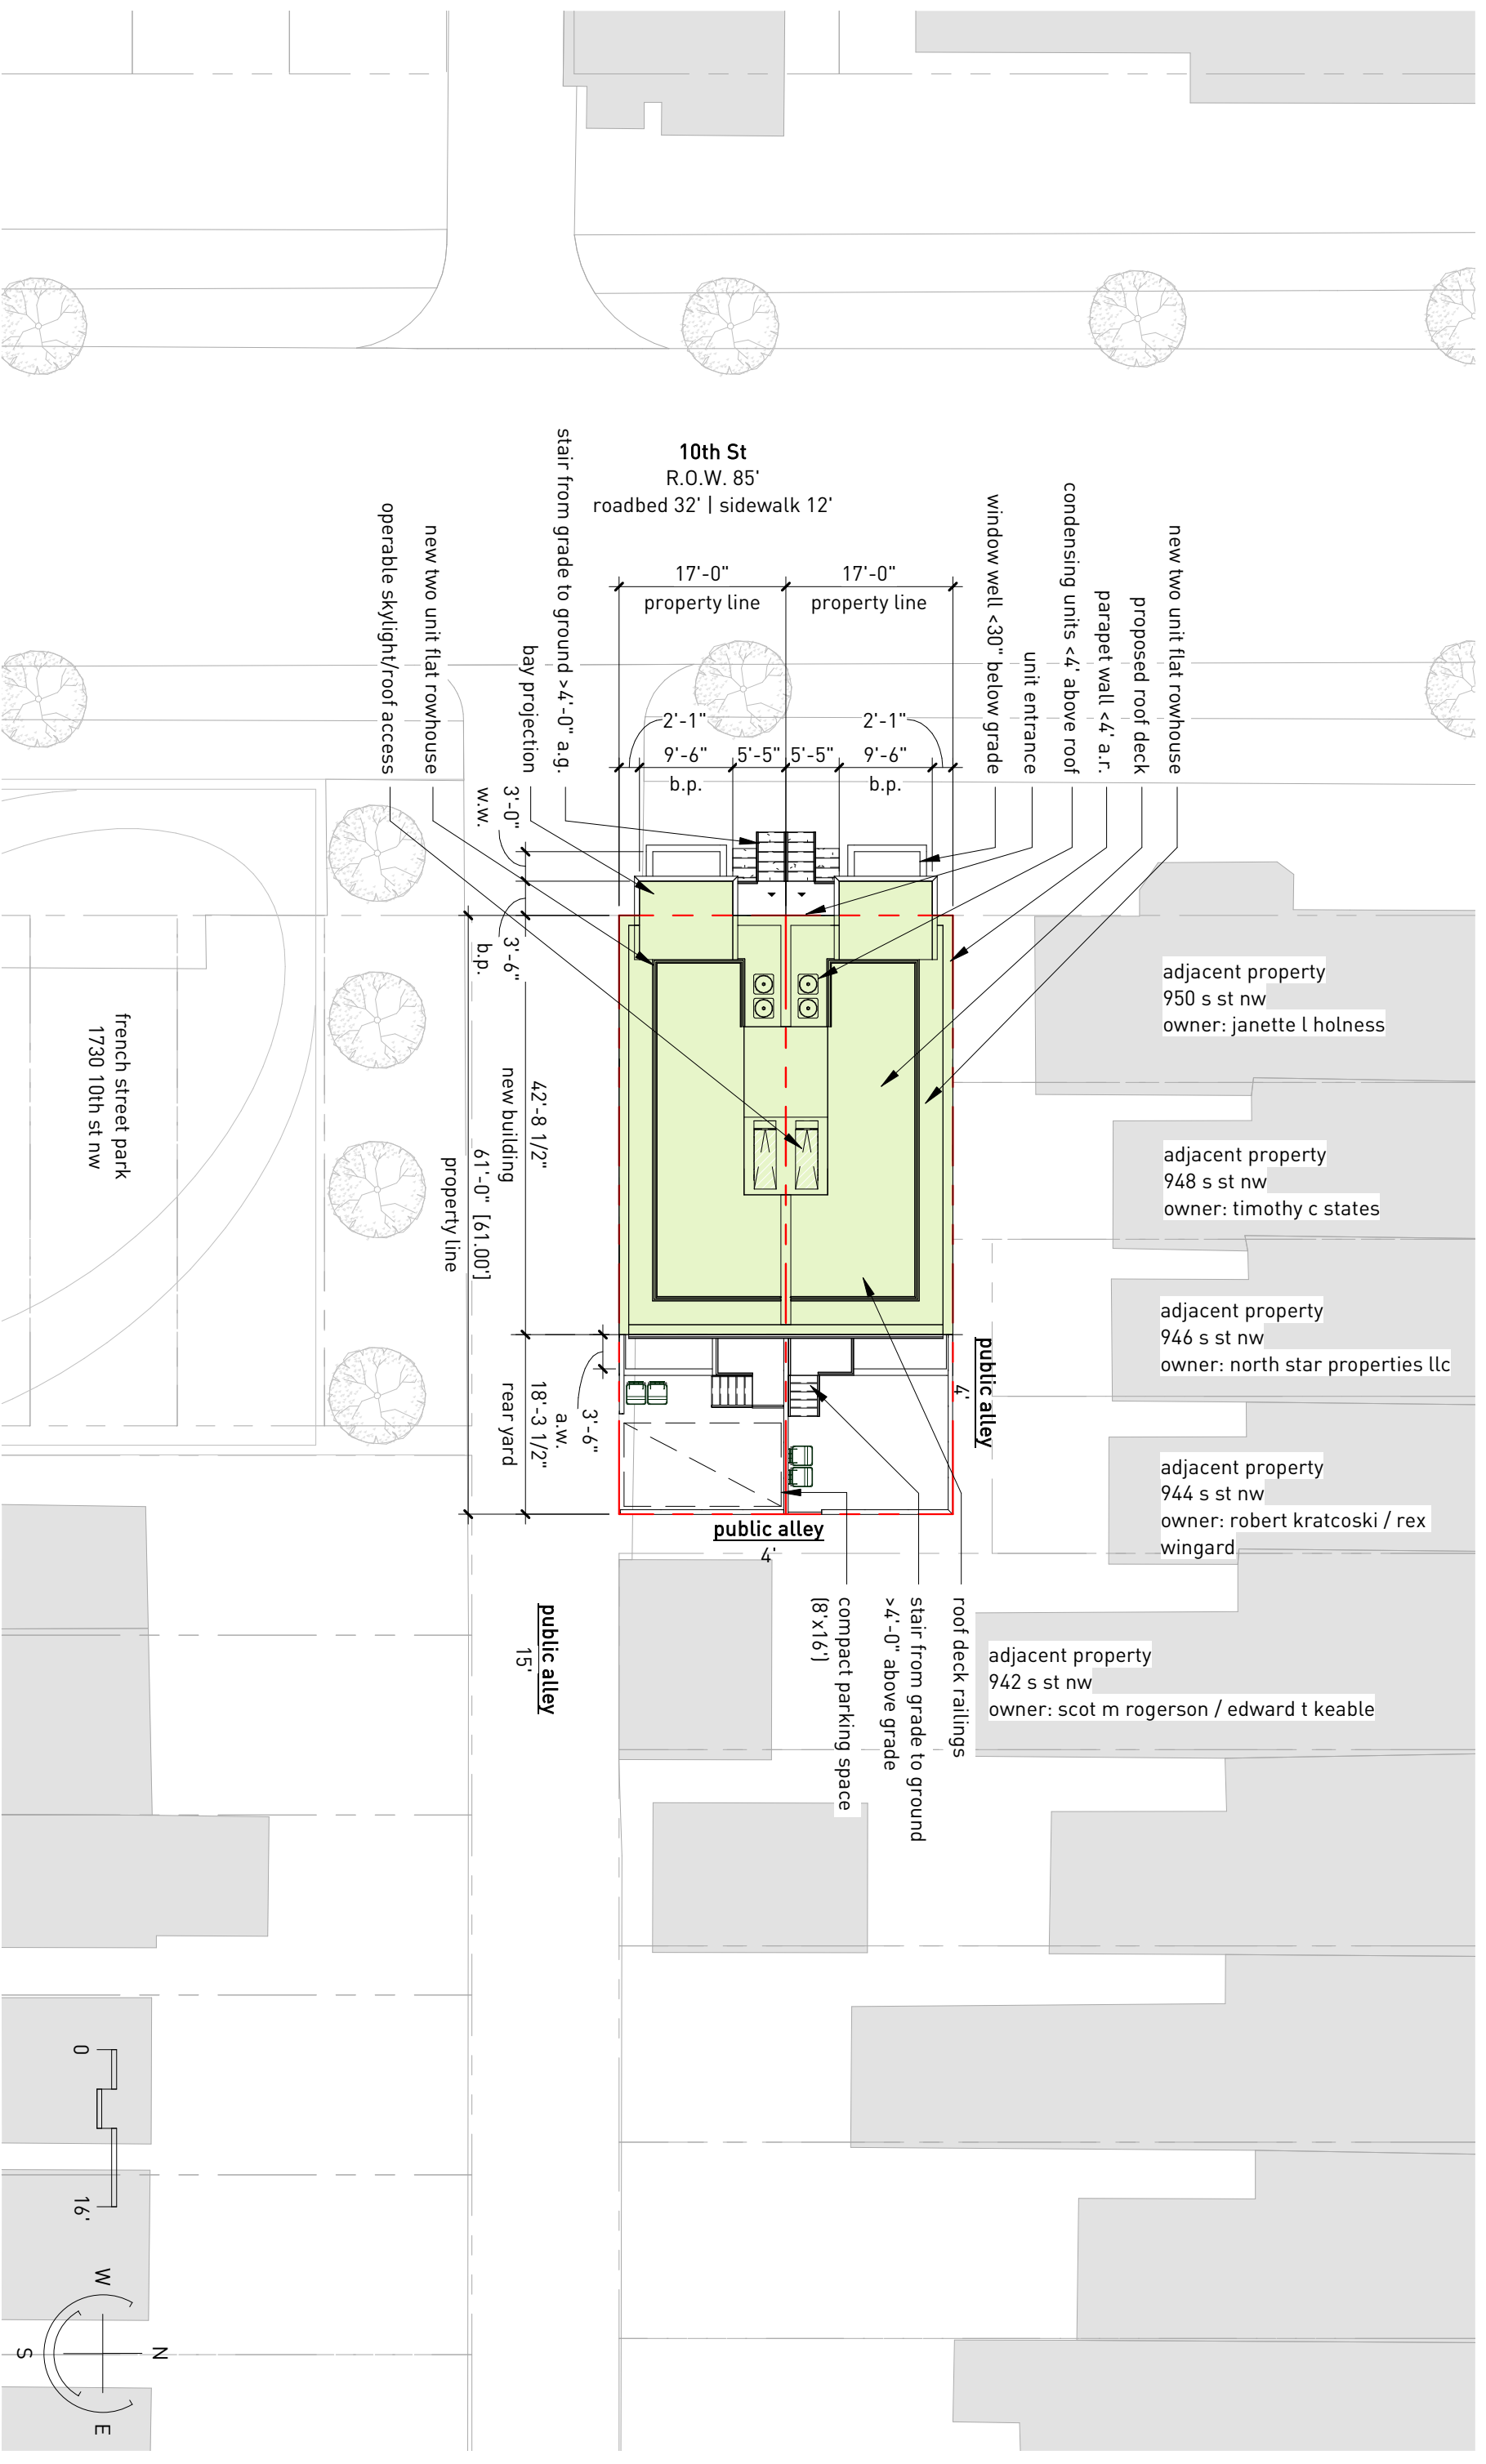 10th St
R.O.W. 85'
roadbed 32' | sidewalk 12'
stair from grade to ground >4'-0" a.g.
bay projection
new two unit flat rowhouse
operable skylight/roof access
window well <30" below grade
unit entrance
condensing units <4' above roof
parapet wall <4' a.r.
proposed roof deck
new two unit flat rowhouse
17'-0"
property line
17'-0"
property line
2'-1"
2'-1"
9'-6"
b.p.
5'-5"
5'-5"
9'-6"
b.p.
3'-0"
w.w.
3'-6"
b.p.
42'-8 1/2"
new building
61'-0" [61.00']
property line
18'-3 1/2"
rear yard
3'-6"
a.w.
french street park
1730 10th st nw
adjacent property
950 s st nw
owner: janette l holness
adjacent property
948 s st nw
owner: timothy c states
adjacent property
946 s st nw
owner: north star properties llc
adjacent property
944 s st nw
owner: robert kratcoski / rex
wingard
adjacent property
942 s st nw
owner: scot m rogerson / edward t keable
public alley
4'
public alley
4'
public alley
15'
roof deck railings
stair from grade to ground
>4'-0" above grade
compact parking space
(8'x16')
0
16'
W
N
S
E